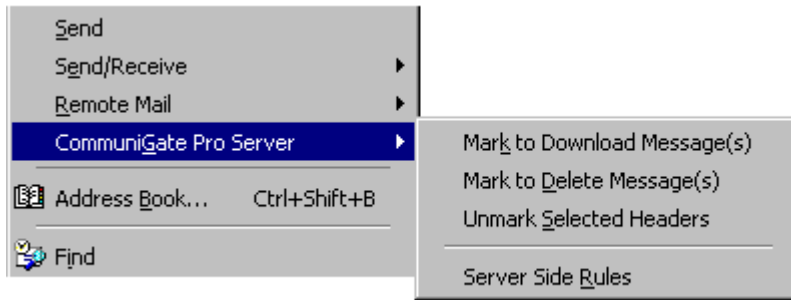 Send
Send/Receive
Remote Mail
CommuniGate Pro Server
Address Book... Ctrl+Shift+B
Find
Mark to Download Message(s)
Mark to Delete Message(s)
Unmark Selected Headers
Server Side Rules